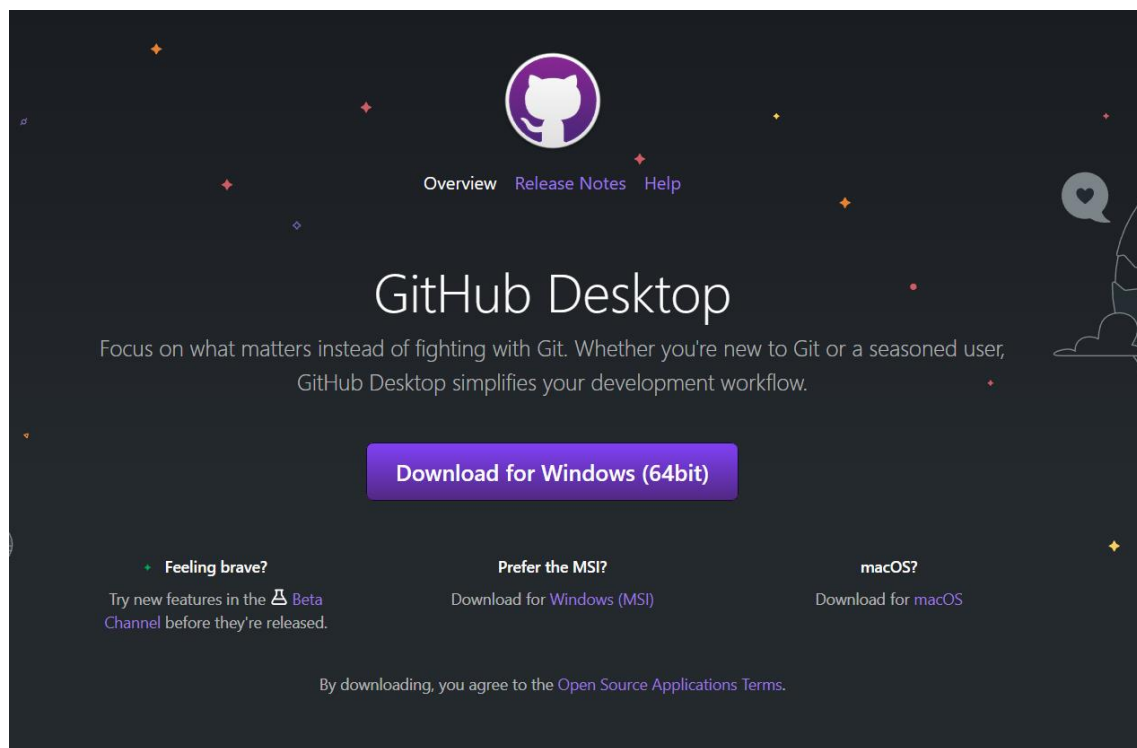 Overview Release Notes Help
GitHub Desktop
Focus on what matters instead of fighting with Git. Whether you're new to Git or a seasoned user,
GitHub Desktop simplifies your development workflow.
Download for Windows (64bit)
Feeling brave?
Try new features in the Beta
Channel before they're released.
Prefer the MSI?
Download for Windows (MSI)
macOS?
Download for macOS
By downloading, you agree to the Open Source Applications Terms.